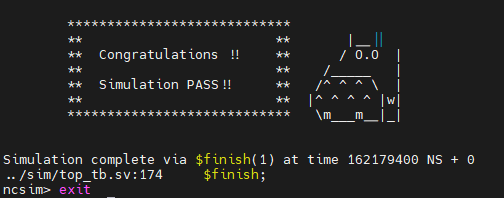 ****************************
**                        **       |__||
**  Congratulations !!    **      / O.O  |
**                        **    /_____   |
**  Simulation PASS!!     **   /^ ^ ^ \  |
**                        **  |^ ^ ^ ^ |w|
****************************   \m___m__|_|
Simulation complete via $finish(1) at time 162179400 NS + 0
../sim/top_tb.sv:174     $finish;
ncsim> exit _